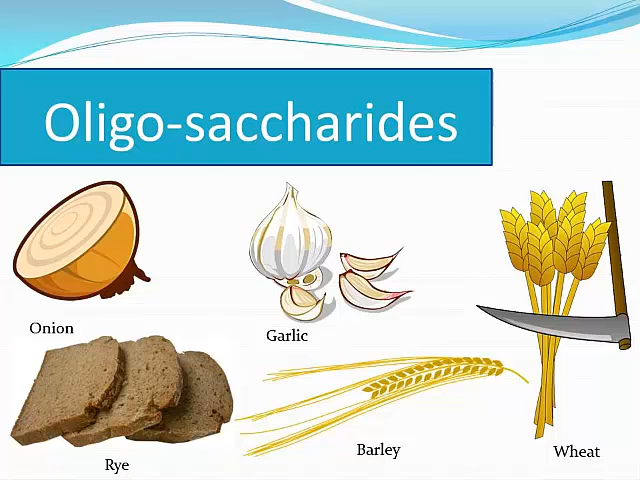 Oligo-saccharides
Onion
Garlic
Rye
Barley
Wheat